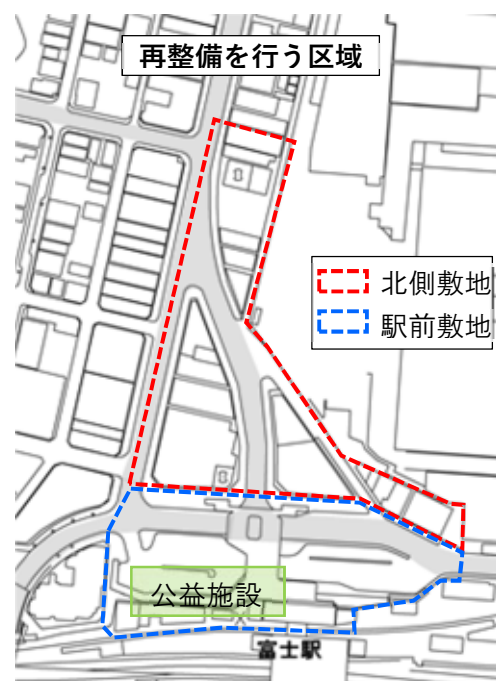 再整備を行う区域
北側敷地
駅前敷地
公益施設
富士駅